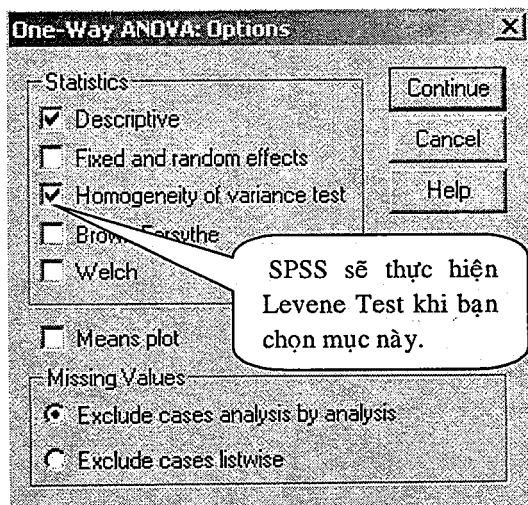 One-Way ANOVA: Options
Statistics
Descriptive
Fixed and random effects
Homogeneity of variance test
Forsythe
Welch
Means plot
Missing Values
Exclude cases analysis by analysis
Exclude cases listwise
Continue
Cancel
Help
SPSS sẽ thực hiện
Levene Test khi bạn
chọn mục này.